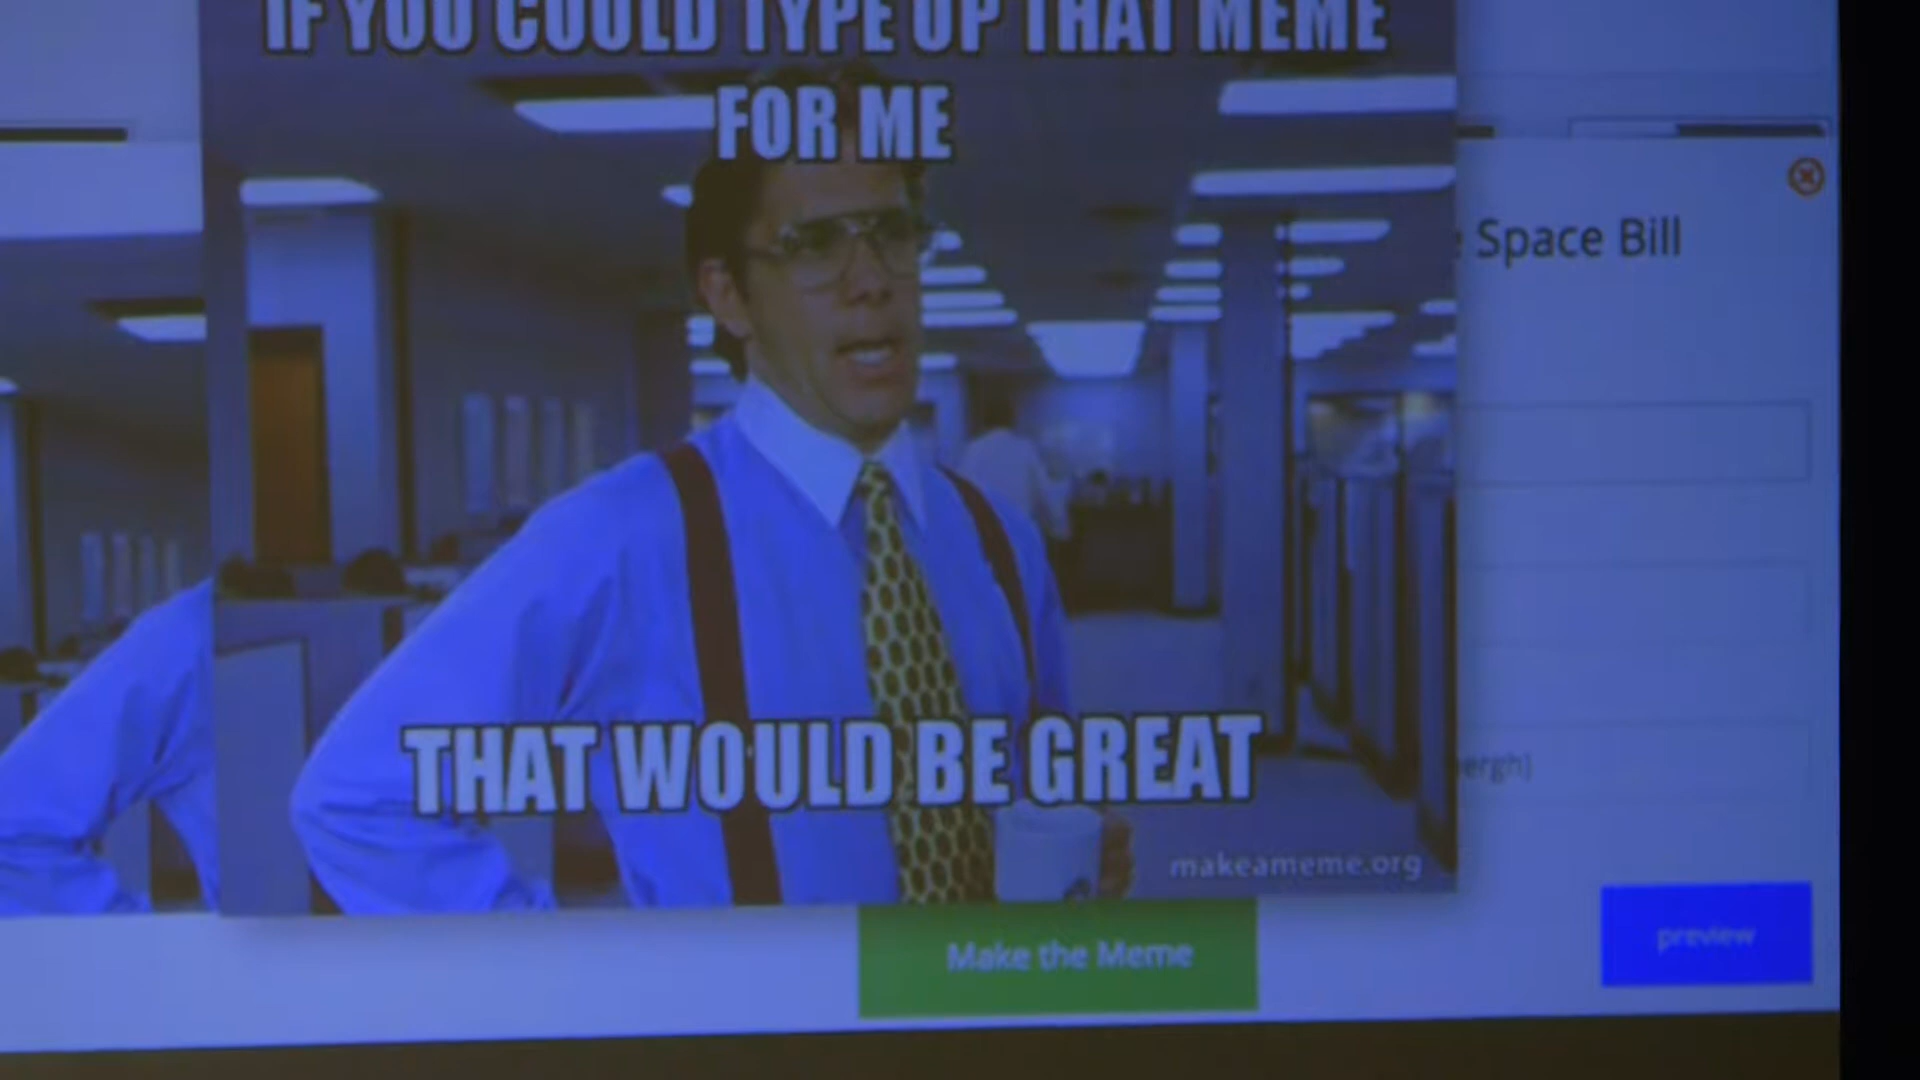 IF YOU COULD TYPE UP THAT MEME
FOR ME
Space Bill
THAT WOULD BE GREAT
makeameme.org
Make the Meme
preview